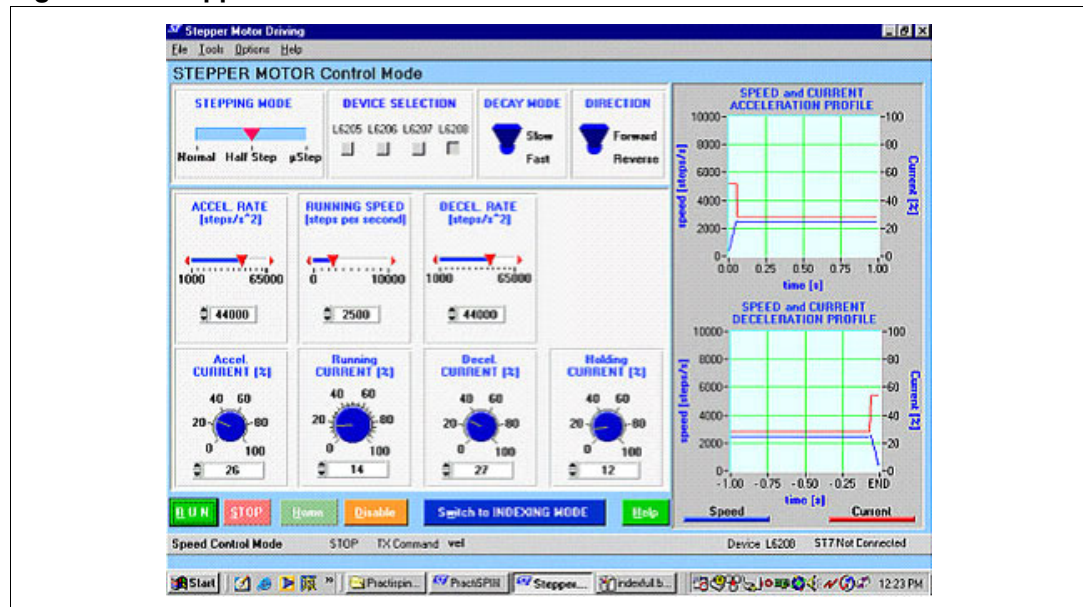 Stepper Motor Driving
File Tools Options Help
STEPPER MOTOR Control Mode
STEPPING MODE
Normal Half Step µStep
DEVICE SELECTION
L6205 L6206 L6207 L6208
DECAY MODE
Slow
Fast
DIRECTION
Forward
Reverse
ACCEL. RATE
[steps/s^2]
1000 65000
44000
RUNNING SPEED
[steps per second]
0 10000
2500
DECEL. RATE
[steps/s^2]
1000 65000
44000
Accel.
CURRENT [%]
40 60
20 80
0 100
26
Running
CURRENT [%]
40 60
20 80
0 100
14
Decel.
CURRENT [%]
40 60
20 80
0 100
27
Holding
CURRENT [%]
40 60
20 80
0 100
12
RUN STOP Home Disable Switch to INDEXING MODE Help
SPEED and CURRENT
ACCELERATION PROFILE
speed [steps/s]
10000
8000
6000
4000
2000
0
100
80
60
40
20
0
Current [%]
0.00 0.25 0.50 0.75 1.00
time [s]
SPEED and CURRENT
DECELERATION PROFILE
speed [steps/s]
10000
8000
6000
4000
2000
0
100
80
60
40
20
0
Current [%]
-1.00 -0.75 -0.50 -0.25 END
time [s]
Speed Current
Speed Control Mode STOP TX Command vel Device L6208 ST7 Not Connected
Start Practispin... PractiSPIN Stepper... indexful.b... 12:23 PM